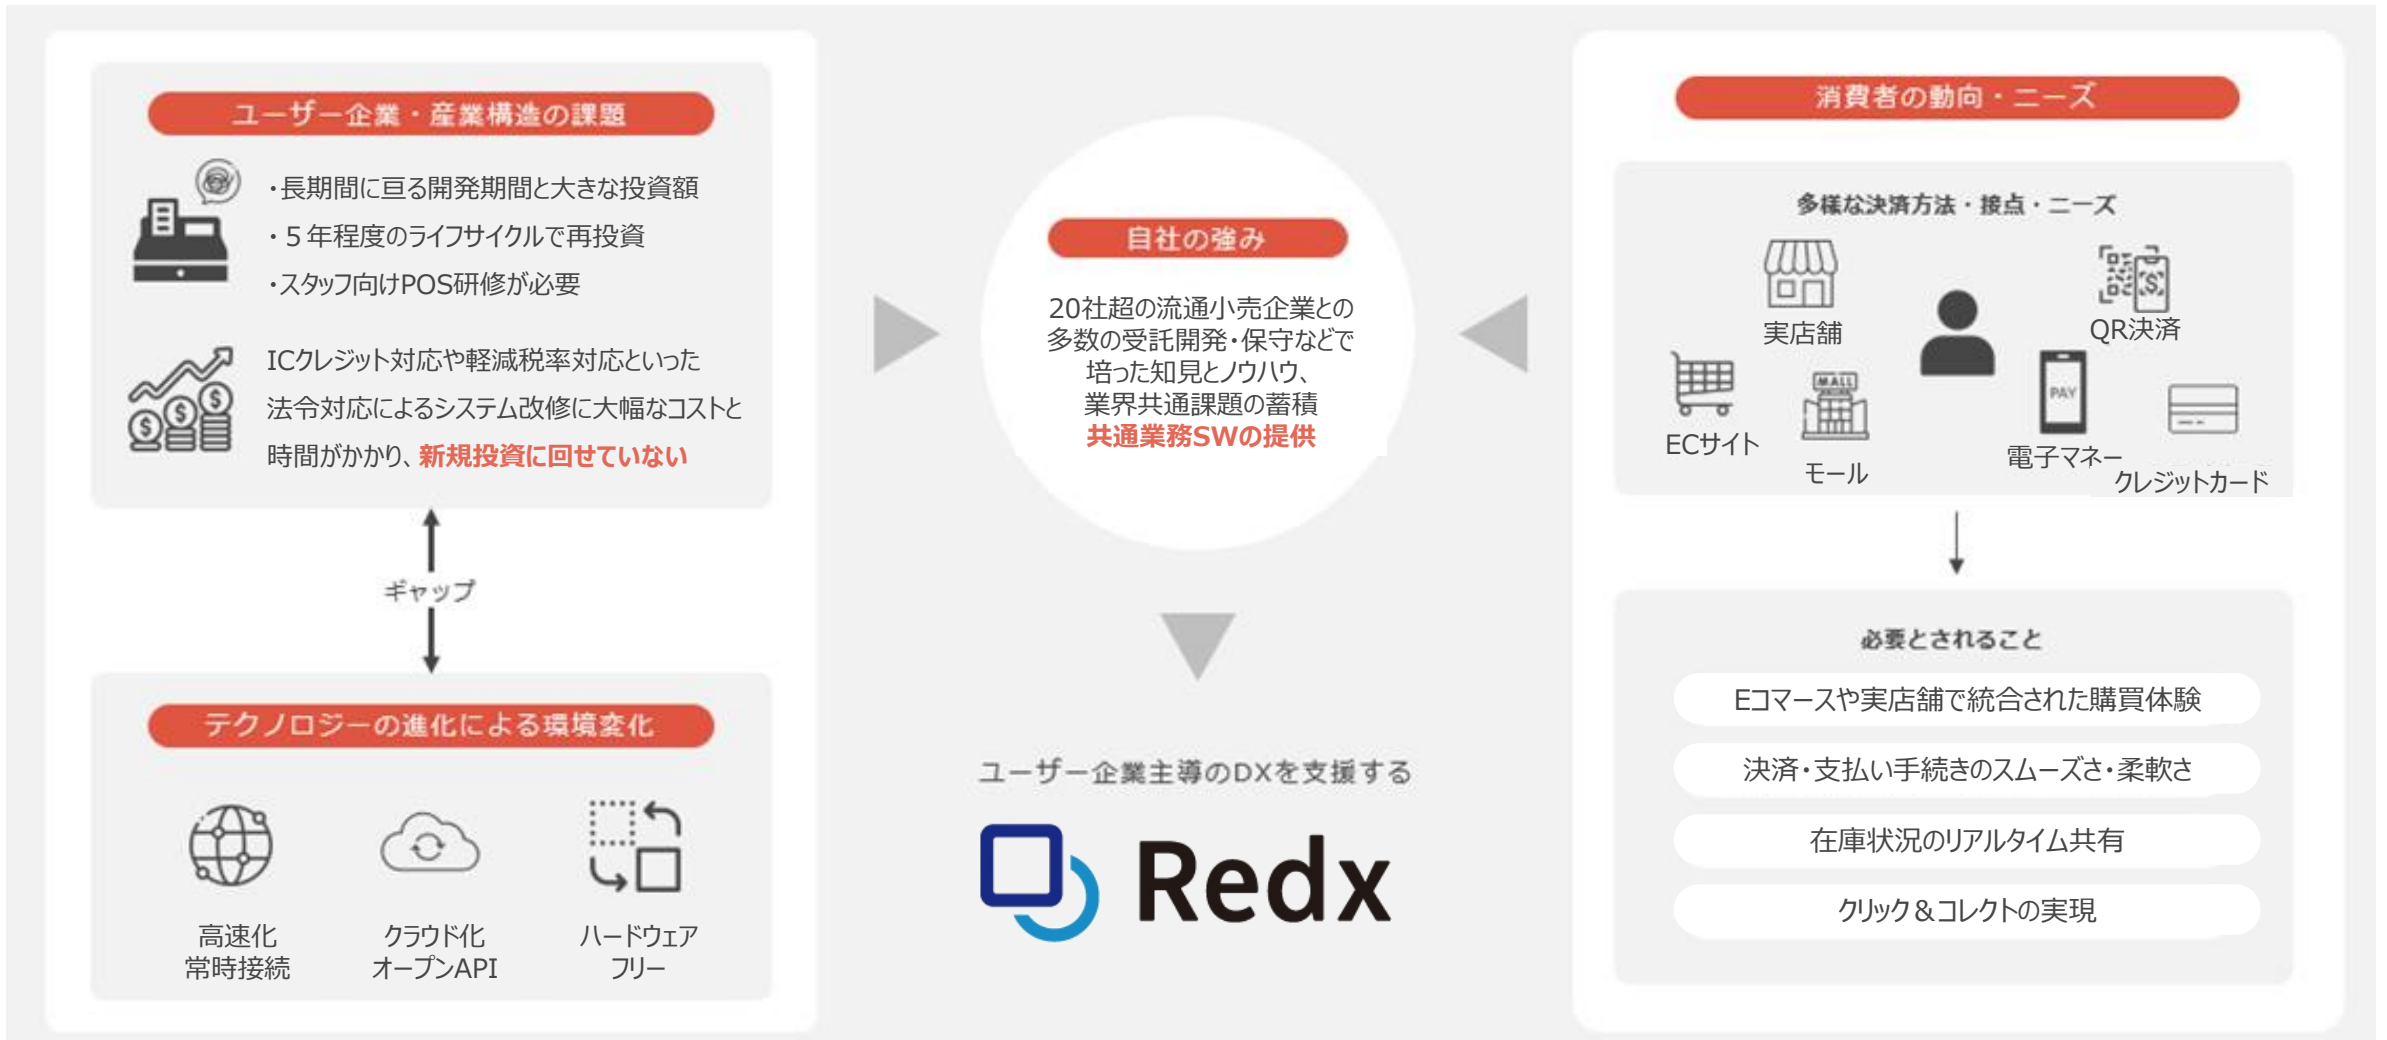 ユーザー企業・産業構造の課題
・長期間に亘る開発期間と大きな投資額
・５年程度のライフサイクルで再投資
・スタッフ向けPOS研修が必要
ICクレジット対応や軽減税率対応といった
法令対応によるシステム改修に大幅なコストと
時間がかかり、新規投資に回せていない
ギャップ
テクノロジーの進化による環境変化
高速化
常時接続
クラウド化
オープンAPI
ハードウェア
フリー
自社の強み
20社超の流通小売企業との
多数の受託開発・保守などで
培った知見とノウハウ、
業界共通課題の蓄積
共通業務SWの提供
ユーザー企業主導のDXを支援する
Redx
消費者の動向・ニーズ
多様な決済方法・接点・ニーズ
実店舗
QR決済
ECサイト
MALL
モール
PAY
電子マネー
クレジットカード
必要とされること
Eコマースや実店舗で統合された購買体験
決済・支払い手続きのスムーズさ・柔軟さ
在庫状況のリアルタイム共有
クリック＆コレクトの実現